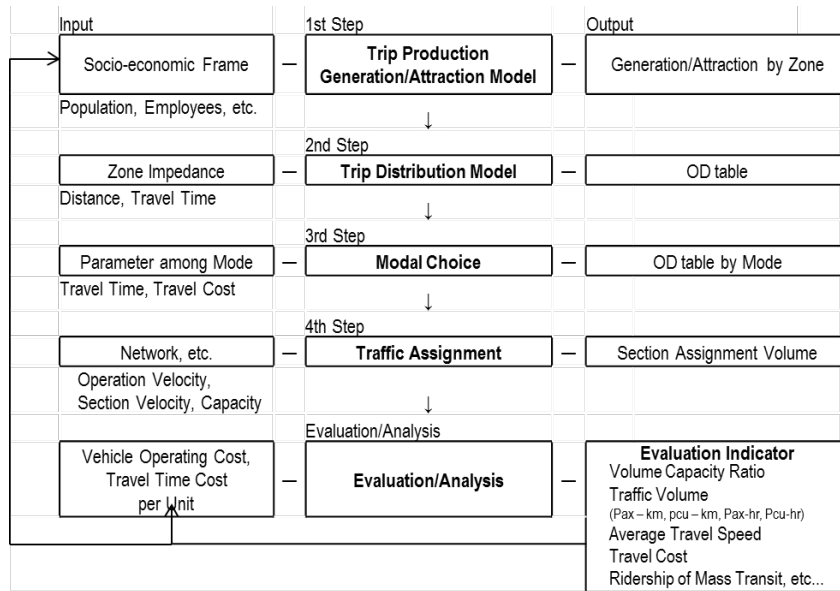 Input
1st Step
Output
Socio-economic Frame
—
Trip Production
Generation/Attraction Model
—
Generation/Attraction by Zone
Population, Employees, etc.
↓
2nd Step
Zone Impedance
—
Trip Distribution Model
—
OD table
Distance, Travel Time
↓
3rd Step
Parameter among Mode
—
Modal Choice
—
OD table by Mode
Travel Time, Travel Cost
↓
4th Step
Network, etc.
—
Traffic Assignment
—
Section Assignment Volume
Operation Velocity,
Section Velocity, Capacity
↓
Evaluation/Analysis
Vehicle Operating Cost,
Travel Time Cost
per Unit
—
Evaluation/Analysis
—
Evaluation Indicator
Volume Capacity Ratio
Traffic Volume
(Pax – km, pcu – km, Pax-hr, Pcu-hr)
Average Travel Speed
Travel Cost
Ridership of Mass Transit, etc...